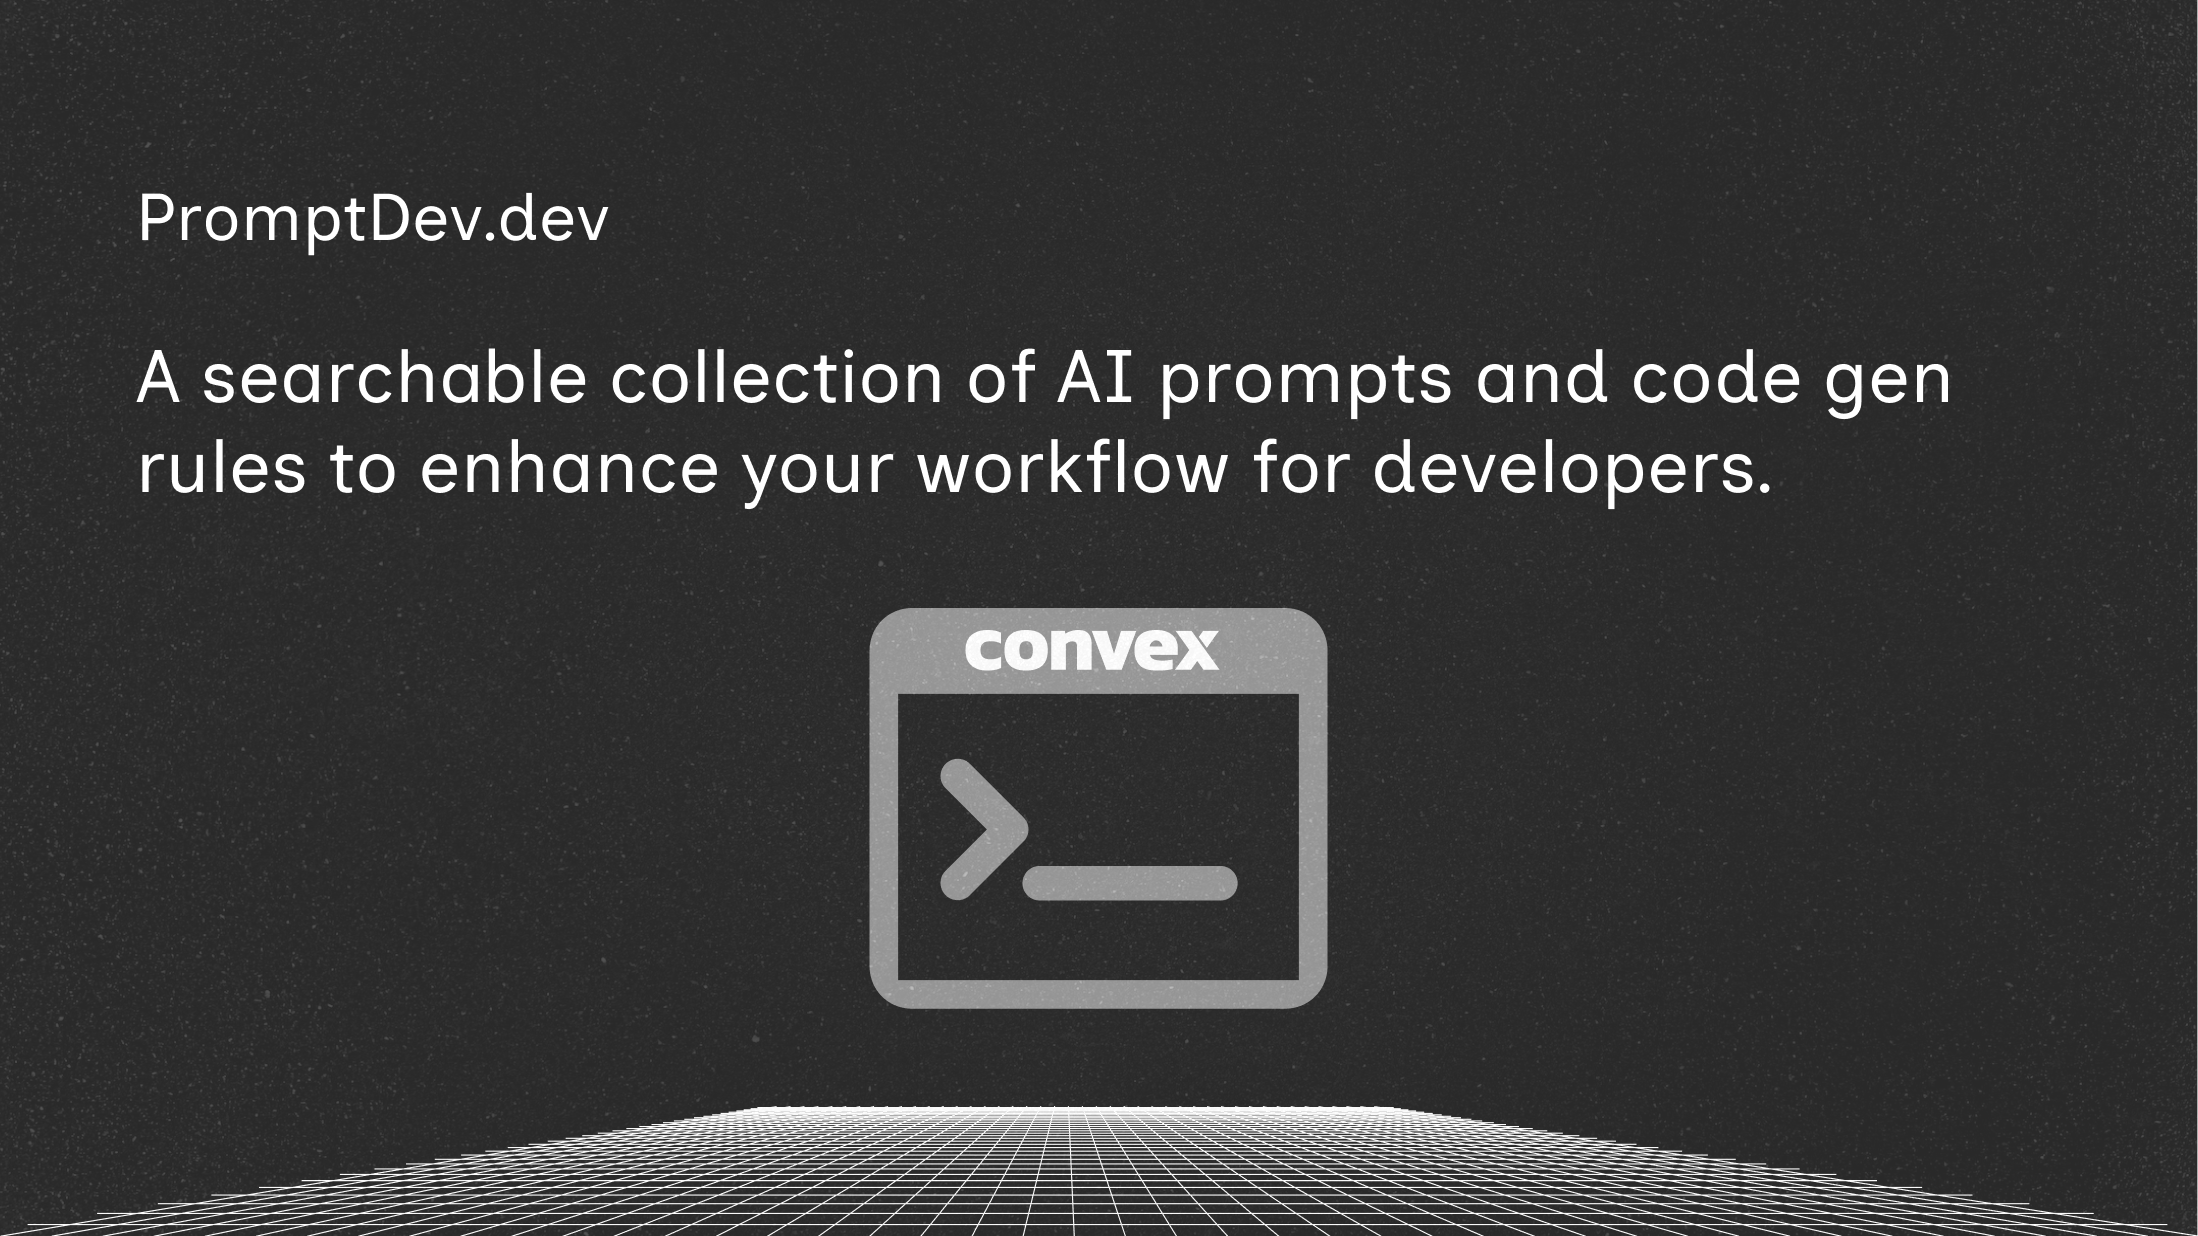 PromptDev.dev
A searchable collection of AI prompts and code gen
rules to enhance your workflow for developers.
convex
>_